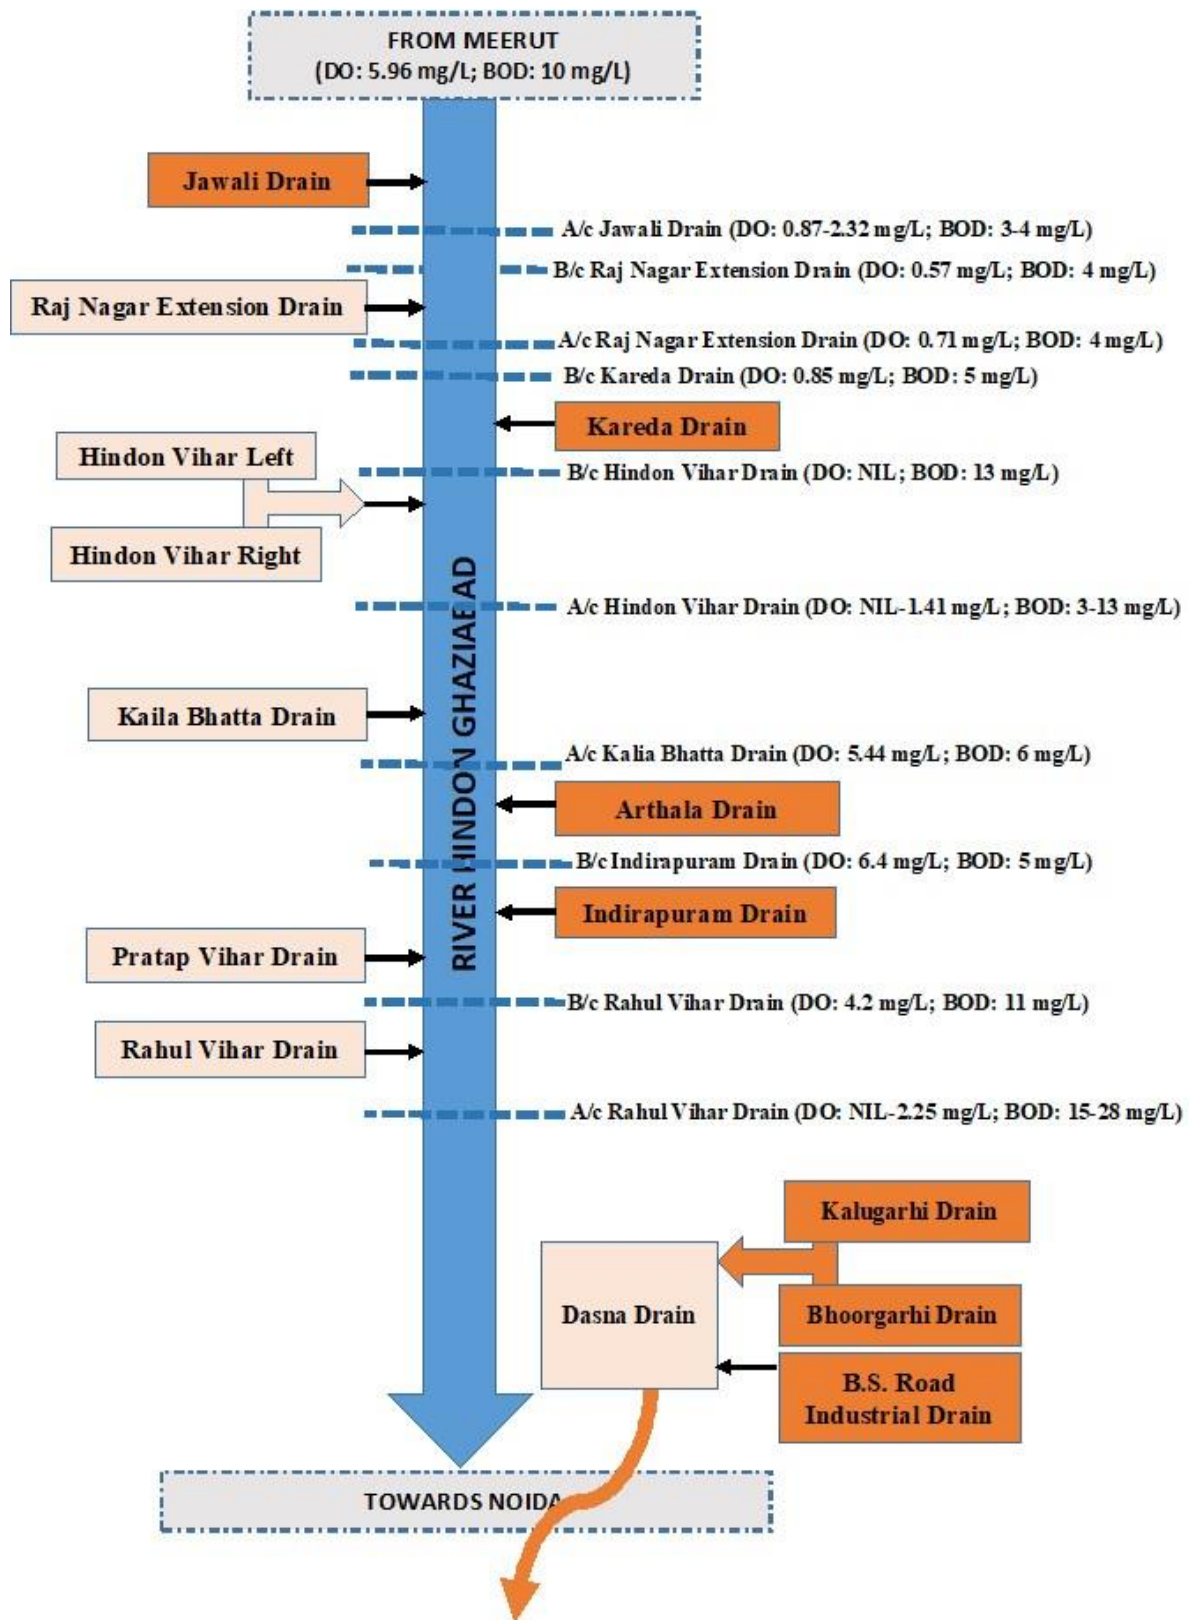 FROM MEERUT
(DO: 5.96 mg/L; BOD: 10 mg/L)
Jawali Drain
A/c Jawali Drain (DO: 0.87-2.32 mg/L; BOD: 3-4 mg/L)
B/c Raj Nagar Extension Drain (DO: 0.57 mg/L; BOD: 4 mg/L)
Raj Nagar Extension Drain
A/c Raj Nagar Extension Drain (DO: 0.71 mg/L; BOD: 4 mg/L)
B/c Kareda Drain (DO: 0.85 mg/L; BOD: 5 mg/L)
Kareda Drain
Hindon Vihar Left
B/c Hindon Vihar Drain (DO: NIL; BOD: 13 mg/L)
Hindon Vihar Right
A/c Hindon Vihar Drain (DO: NIL-1.41 mg/L; BOD: 3-13 mg/L)
RIVER HINDON GHAZIABAD
Kaila Bhatta Drain
A/c Kalia Bhatta Drain (DO: 5.44 mg/L; BOD: 6 mg/L)
Arthala Drain
B/c Indirapuram Drain (DO: 6.4 mg/L; BOD: 5 mg/L)
Indirapuram Drain
Pratap Vihar Drain
B/c Rahul Vihar Drain (DO: 4.2 mg/L; BOD: 11 mg/L)
Rahul Vihar Drain
A/c Rahul Vihar Drain (DO: NIL-2.25 mg/L; BOD: 15-28 mg/L)
Kalugarhi Drain
Dasna Drain
Bhoorgarhi Drain
B.S. Road
Industrial Drain
TOWARDS NOIDA